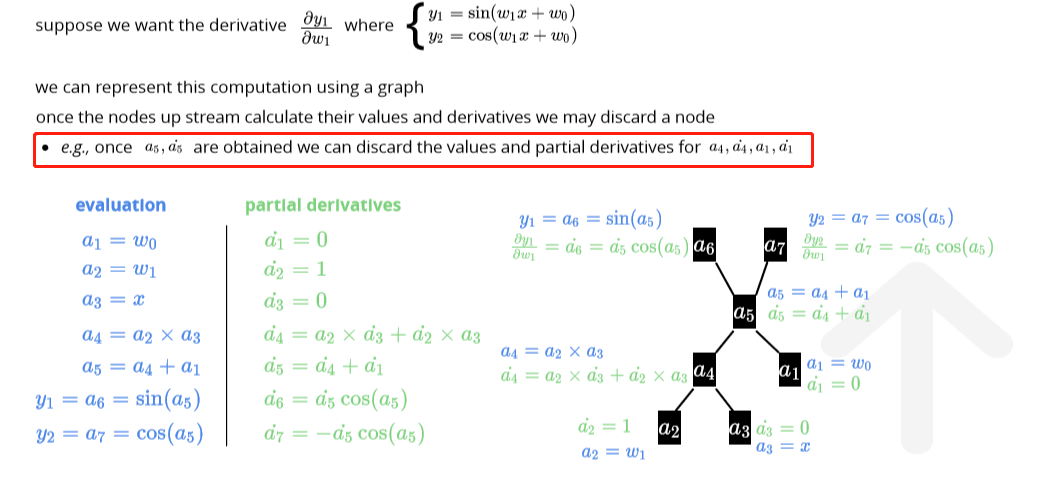 suppose we want the derivative ∂y₁/∂w₁ where { y₁ = sin(w₁x + w₀)
y₂ = cos(w₁x + w₀)
we can represent this computation using a graph
once the nodes up stream calculate their values and derivatives we may discard a node
• e.g., once a₅, ȧ₅ are obtained we can discard the values and partial derivatives for a₄, ȧ₄, a₁, ȧ₁
evaluation
a₁ = w₀
a₂ = w₁
a₃ = x
a₄ = a₂ × a₃
a₅ = a₄ + a₁
y₁ = a₆ = sin(a₅)
y₂ = a₇ = cos(a₅)
partial derivatives
ȧ₁ = 0
ȧ₂ = 1
ȧ₃ = 0
ȧ₄ = a₂ × ȧ₃ + ȧ₂ × a₃
ȧ₅ = ȧ₄ + ȧ₁
ȧ₆ = ȧ₅ cos(a₅)
ȧ₇ = −ȧ₅ cos(a₅)
y₁ = a₆ = sin(a₅)
∂y₁/∂w₁ = ȧ₆ = ȧ₅ cos(a₅)
a₆
a₇
y₂ = a₇ = cos(a₅)
∂y₂/∂w₁ = ȧ₇ = −ȧ₅ cos(a₅)
a₅
a₅ = a₄ + a₁
ȧ₅ = ȧ₄ + ȧ₁
a₄ = a₂ × a₃
ȧ₄ = a₂ × ȧ₃ + ȧ₂ × a₃
a₄
a₁
a₁ = w₀
ȧ₁ = 0
ȧ₂ = 1
a₂ = w₁
a₂
a₃
ȧ₃ = 0
a₃ = x